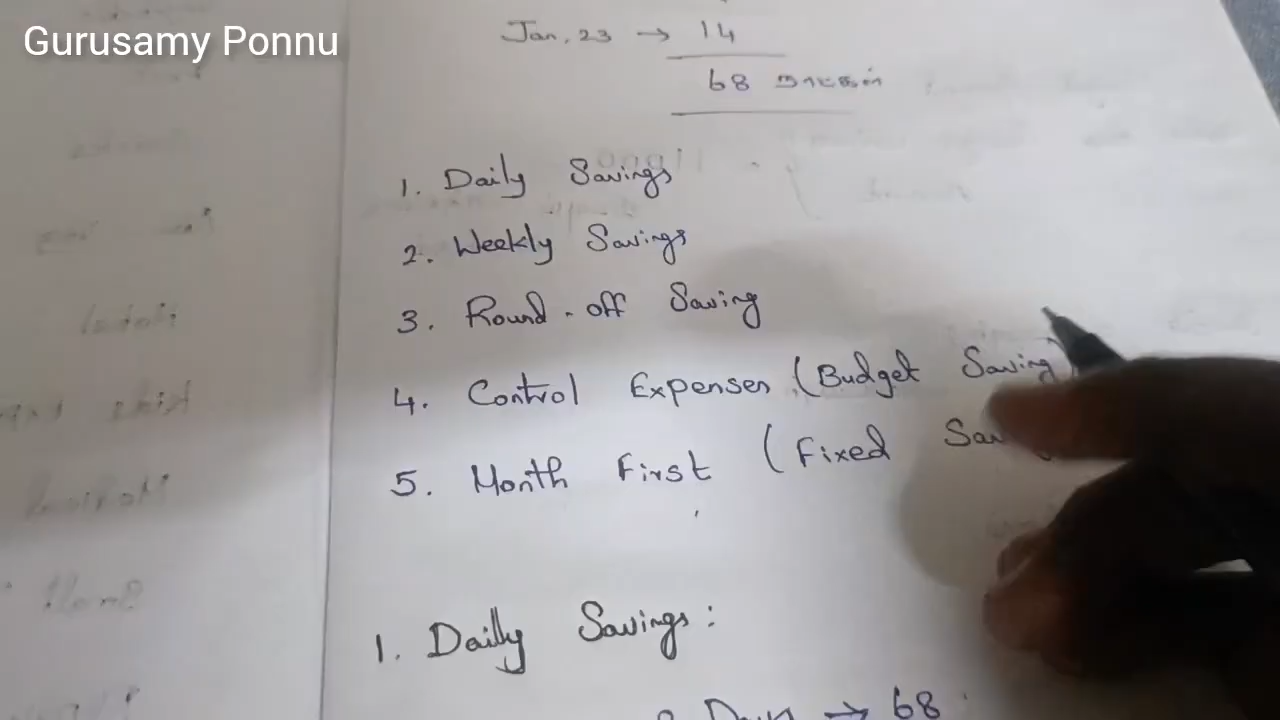 Gurusamy Ponnu
Jan. 23 → 14
68 நாட்கள்
1. Daily Savings
2. Weekly Savings
3. Round-off Saving
4. Control Expenses (Budget Saving)
5. Month First (Fixed
1. Daily Savings:
→ 68